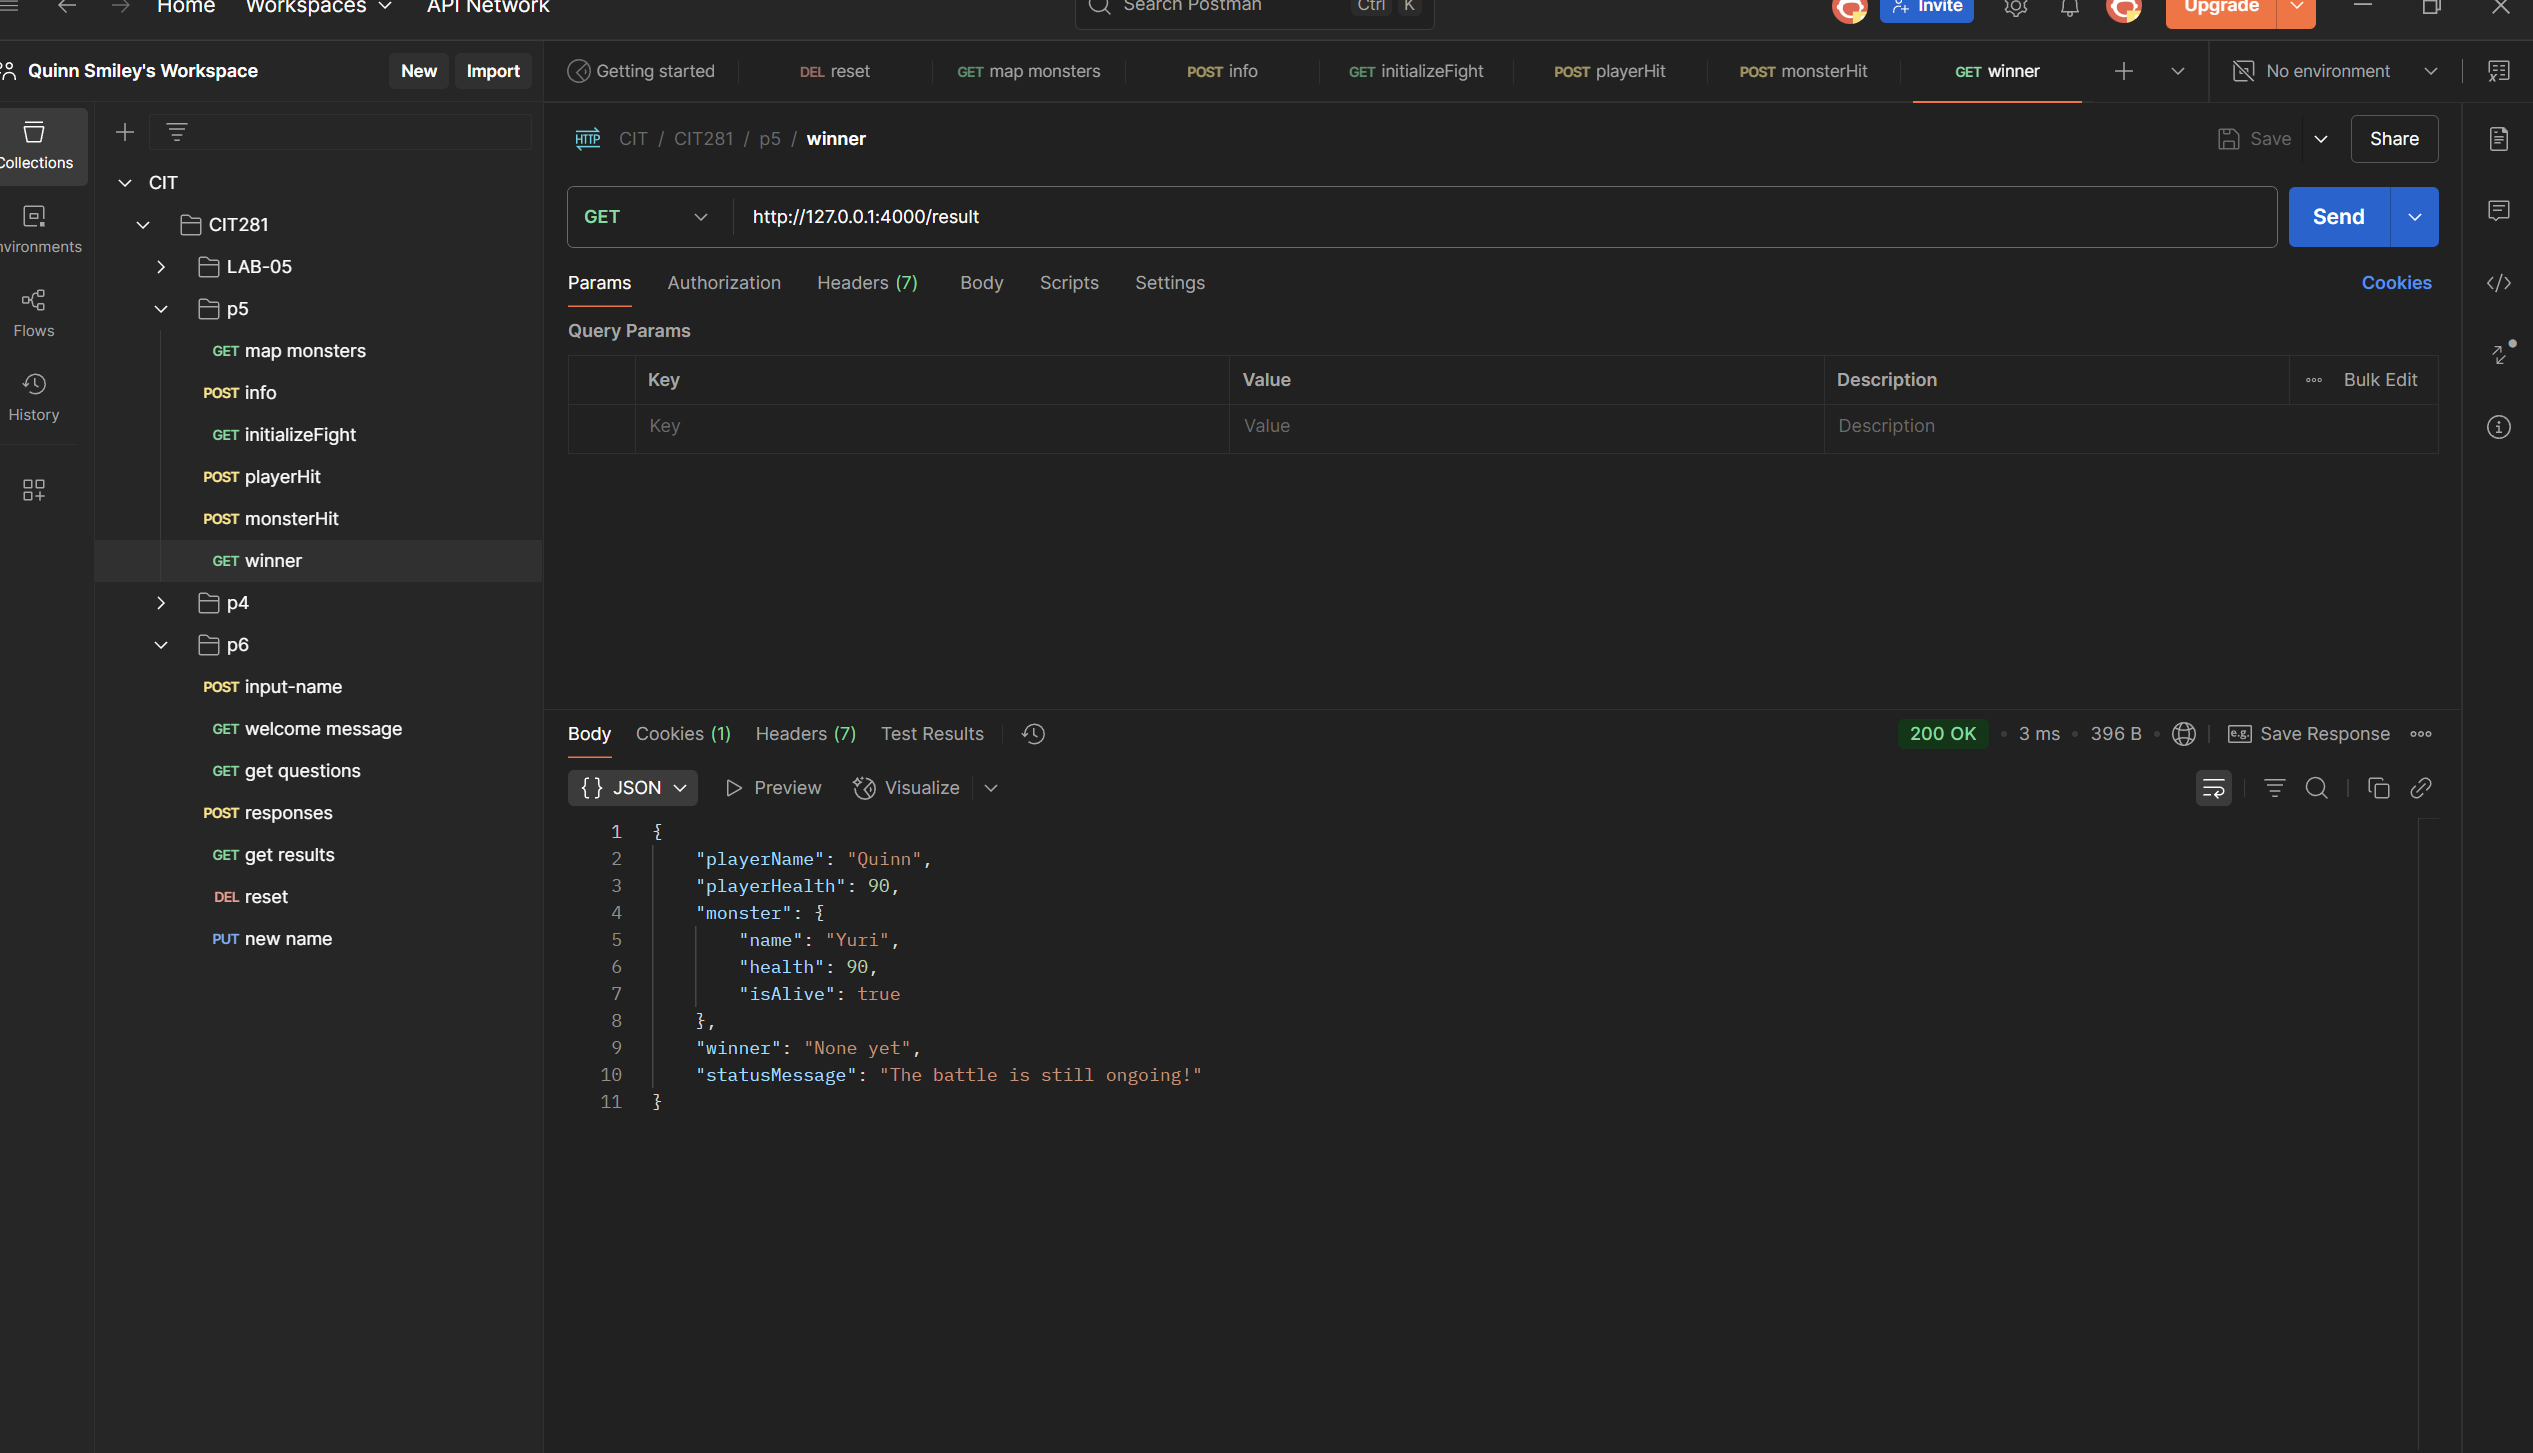 Home Workspaces API Network Search Postman Ctrl K Invite Upgrade
Quinn Smiley's Workspace New Import Getting started DEL reset GET map monsters POST info GET initializeFight POST playerHit POST monsterHit GET winner No environment
Collections
nvironments
Flows
History
CIT
CIT281
LAB-05
p5
GET map monsters
POST info
GET initializeFight
POST playerHit
POST monsterHit
GET winner
p4
p6
POST input-name
GET welcome message
GET get questions
POST responses
GET get results
DEL reset
PUT new name
HTTP CIT / CIT281 / p5 / winner Save Share
GET http://127.0.0.1:4000/result Send
Params Authorization Headers (7) Body Scripts Settings Cookies
Query Params
Key Value Description Bulk Edit
Key Value Description
Body Cookies (1) Headers (7) Test Results 200 OK • 3 ms • 396 B • e.g. Save Response
{ } JSON Preview Visualize
1 {
2 "playerName": "Quinn",
3 "playerHealth": 90,
4 "monster": {
5 "name": "Yuri",
6 "health": 90,
7 "isAlive": true
8 },
9 "winner": "None yet",
10 "statusMessage": "The battle is still ongoing!"
11 }